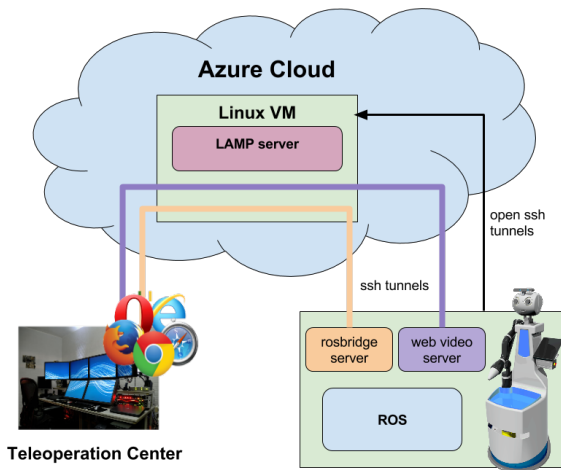 Azure Cloud
Linux VM
LAMP server
open ssh
tunnels
ssh tunnels
rosbridge
server
web video
server
ROS
Teleoperation Center